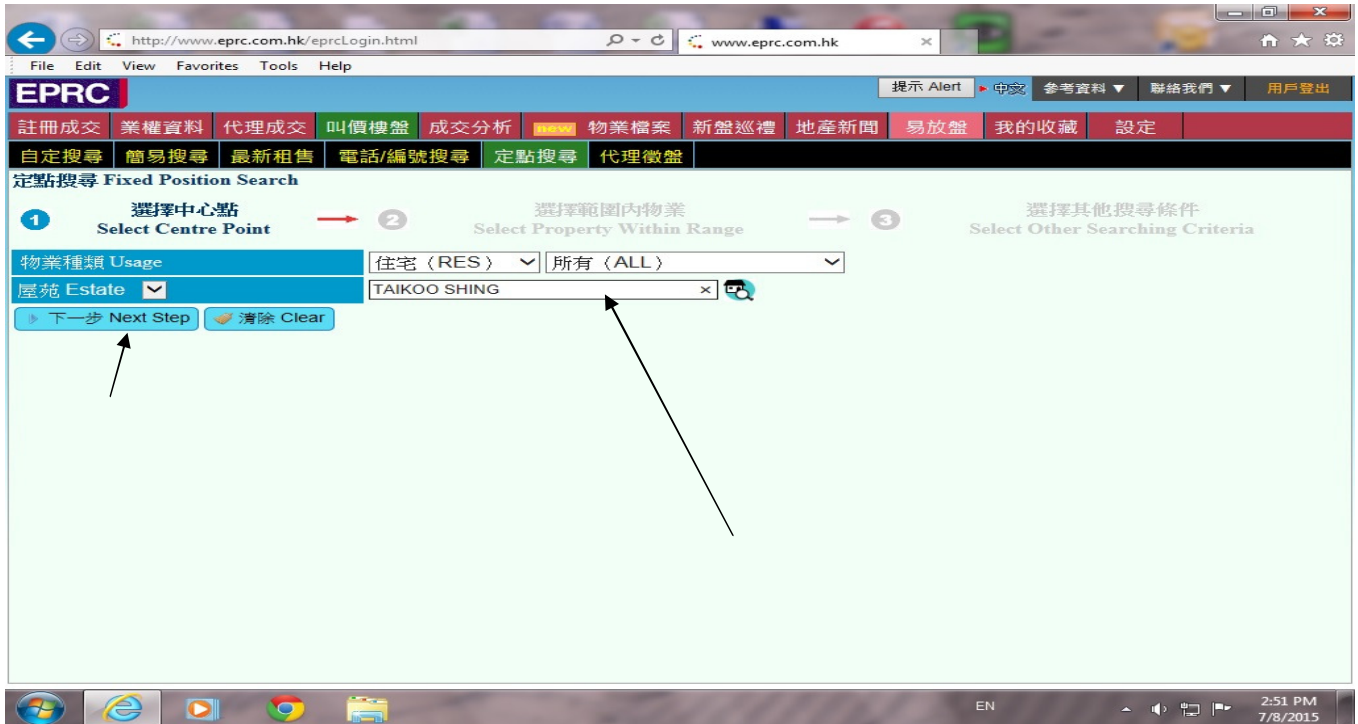 http://www.eprc.com.hk/eprcLogin.html www.eprc.com.hk
File Edit View Favorites Tools Help
EPRC 提示 Alert 中文 參考資料 ▼ 聯絡我們 ▼ 用戶登出
註冊成交 業權資料 代理成交 叫價樓盤 成交分析 new 物業檔案 新盤巡禮 地產新聞 易放盤 我的收藏 設定
自定搜尋 簡易搜尋 最新租售 電話/編號搜尋 定點搜尋 代理徵盤
定點搜尋 Fixed Position Search
1 選擇中心點 2 選擇範圍內物業 3 選擇其他搜尋條件
Select Centre Point Select Property Within Range Select Other Searching Criteria
物業種類 Usage 住宅（RES） 所有（ALL）
屋苑 Estate TAIKOO SHING ×
下一步 Next Step 清除 Clear
EN 2:51 PM
7/8/2015